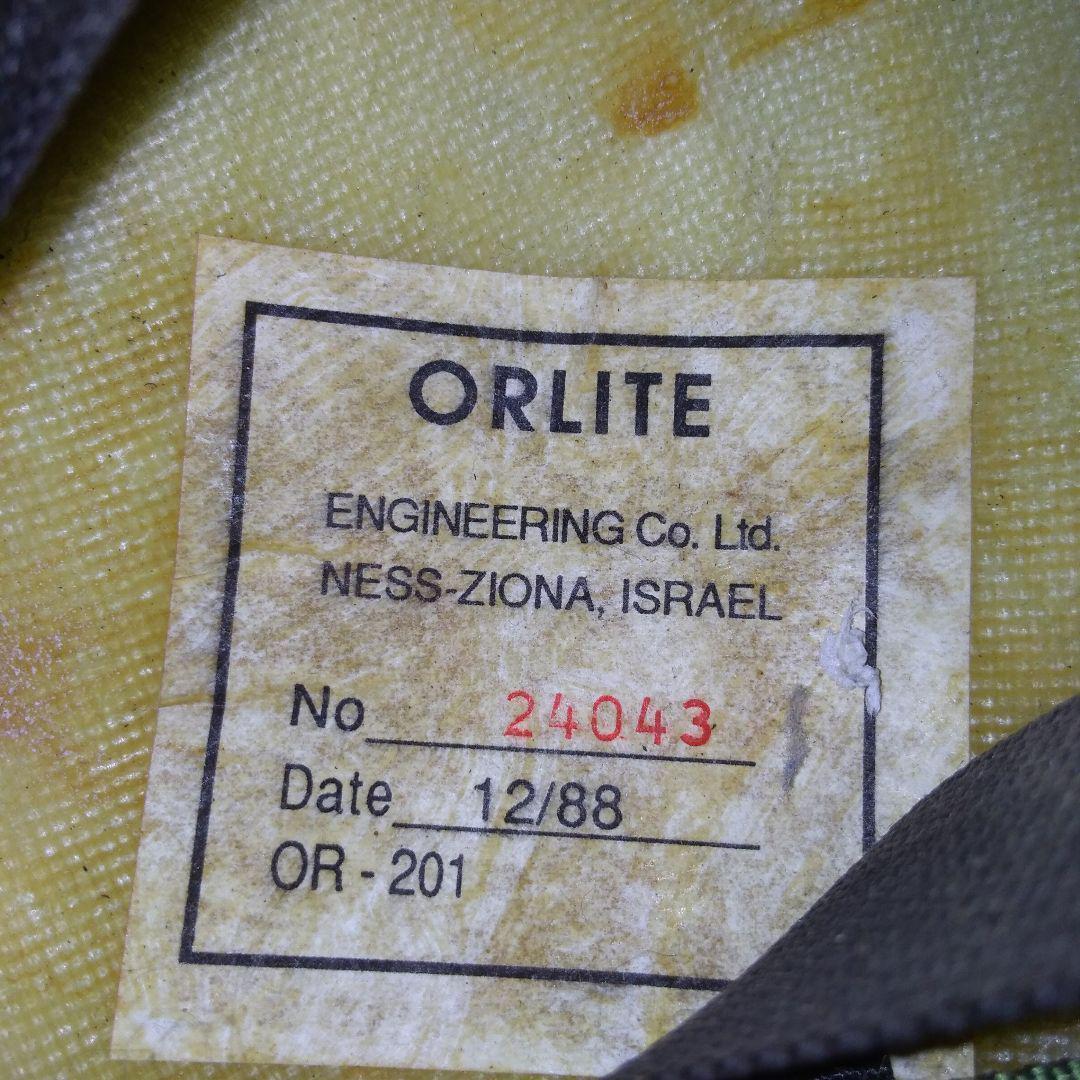 ORLITE
ENGINEERING Co. Ltd.
NESS-ZIONA, ISRAEL
No 24043
Date 12/88
OR - 201